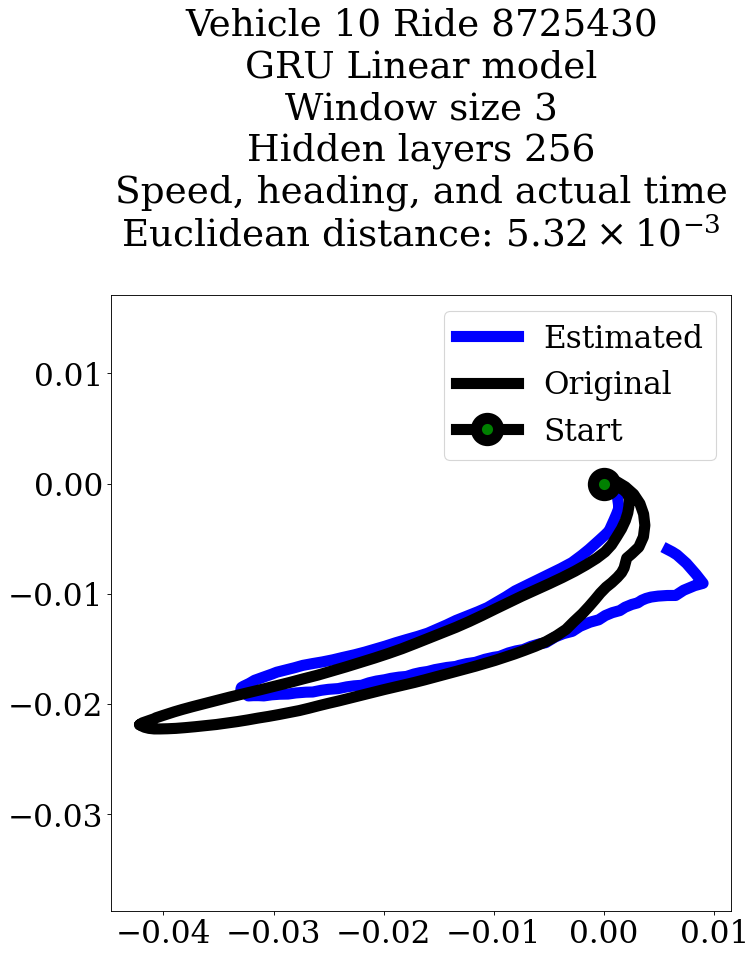 Vehicle 10 Ride 8725430
GRU Linear model
Window size 3
Hidden layers 256
Speed, heading, and actual time
Euclidean distance: 5.32 × 10⁻³
Estimated
Original
Start
0.01
0.00
−0.01
−0.02
−0.03
−0.04 −0.03 −0.02 −0.01 0.00 0.01